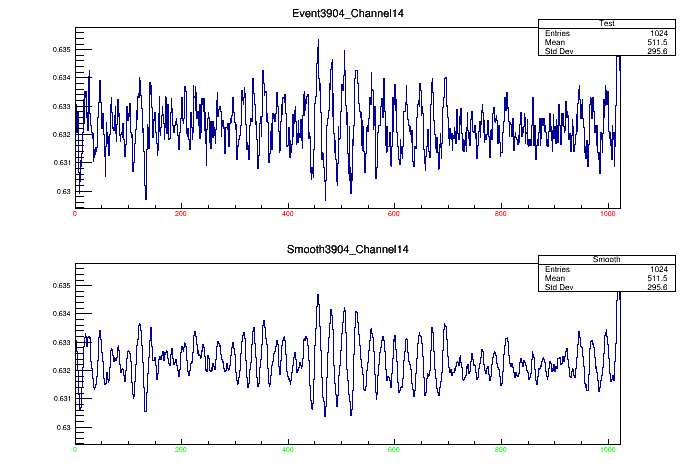 Event3904_Channel14
Test
Entries 1024
Mean 511.5
Std Dev 295.6
0.635
0.634
0.633
0.632
0.631
0.63
0 200 400 600 800 1000
Smooth3904_Channel14
Smooth
Entries 1024
Mean 511.5
Std Dev 295.6
0.635
0.634
0.633
0.632
0.631
0.63
0 200 400 600 800 1000